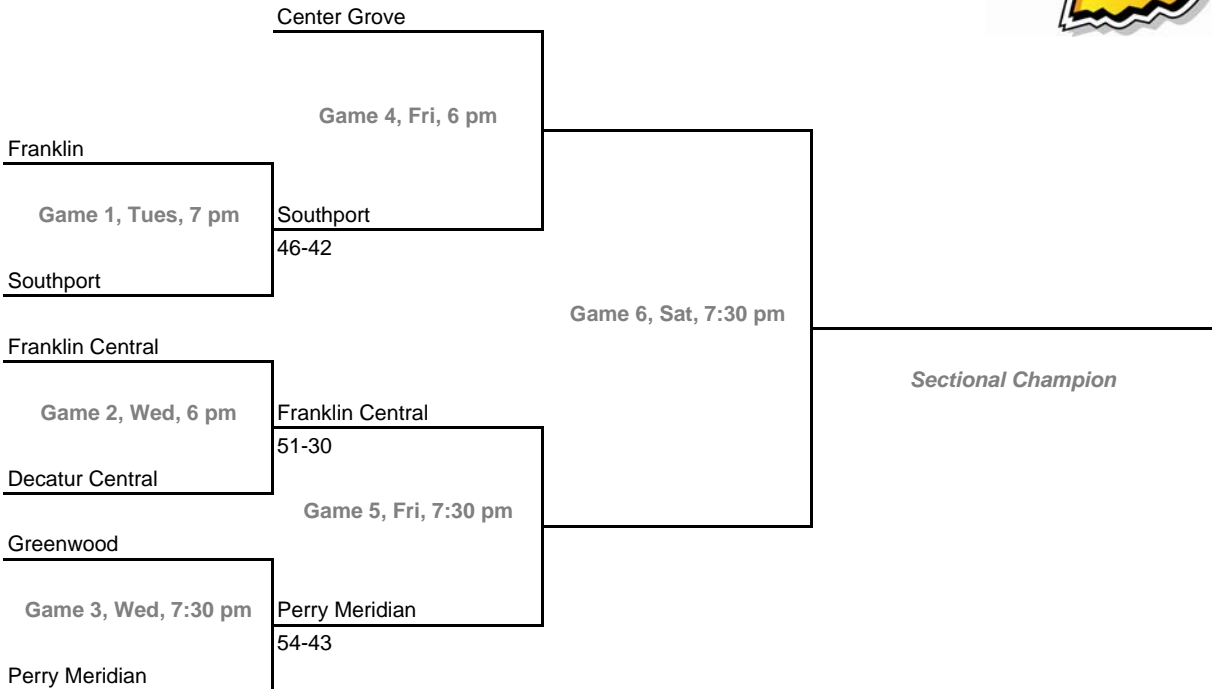 Center Grove
Game 4, Fri, 6 pm
Franklin
Game 1, Tues, 7 pm
Southport
46-42
Southport
Game 6, Sat, 7:30 pm
Franklin Central
Sectional Champion
Game 2, Wed, 6 pm
Franklin Central
51-30
Decatur Central
Game 5, Fri, 7:30 pm
Greenwood
Game 3, Wed, 7:30 pm
Perry Meridian
54-43
Perry Meridian